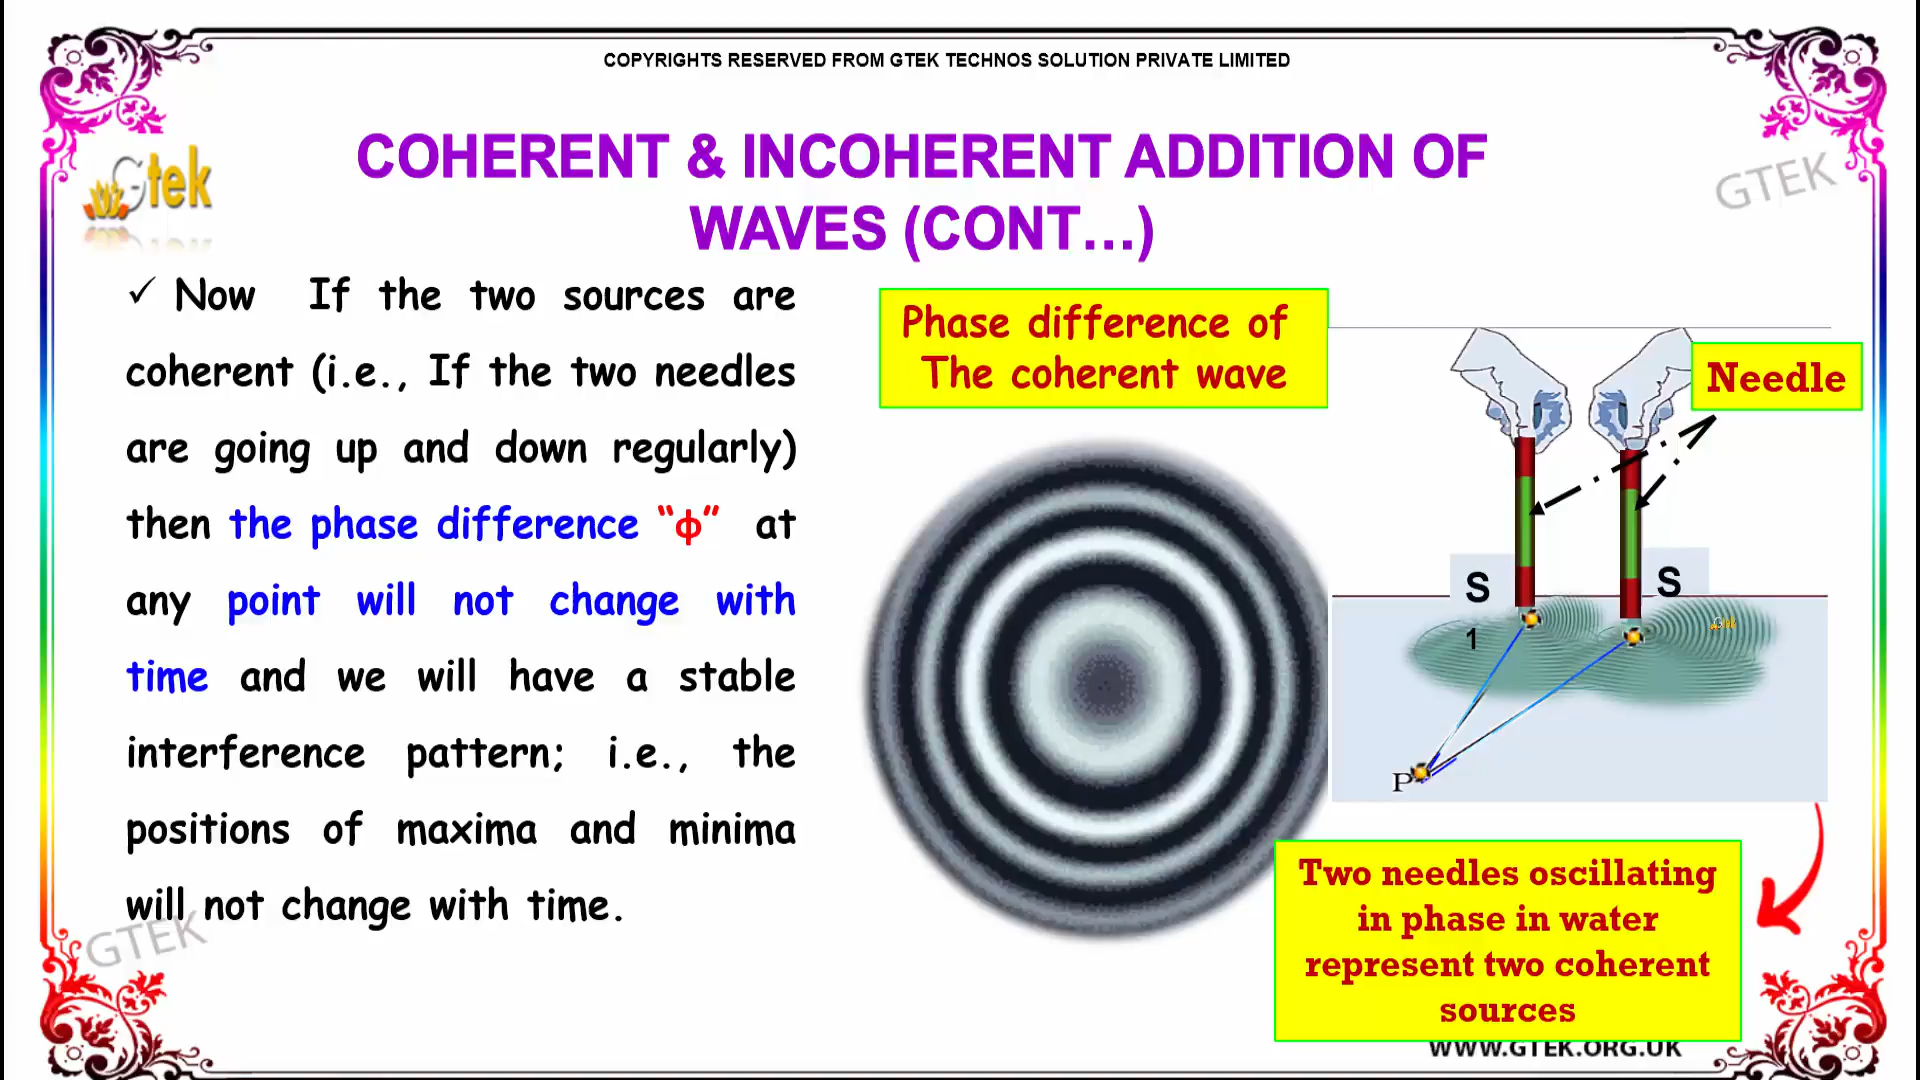 COPYRIGHTS RESERVED FROM GTEK TECHNOS SOLUTION PRIVATE LIMITED
COHERENT & INCOHERENT ADDITION OF
WAVES (CONT...)
Gtek
GTEK
✓ Now If the two sources are
coherent (i.e., If the two needles
are going up and down regularly)
then the phase difference “ф” at
any point will not change with
time and we will have a stable
interference pattern; i.e., the
positions of maxima and minima
will not change with time.
GTEK
Phase difference of
The coherent wave
Needle
S
1
S
Gtek
P
Two needles oscillating
in phase in water
represent two coherent
sources
WWW.GTEK.ORG.UK